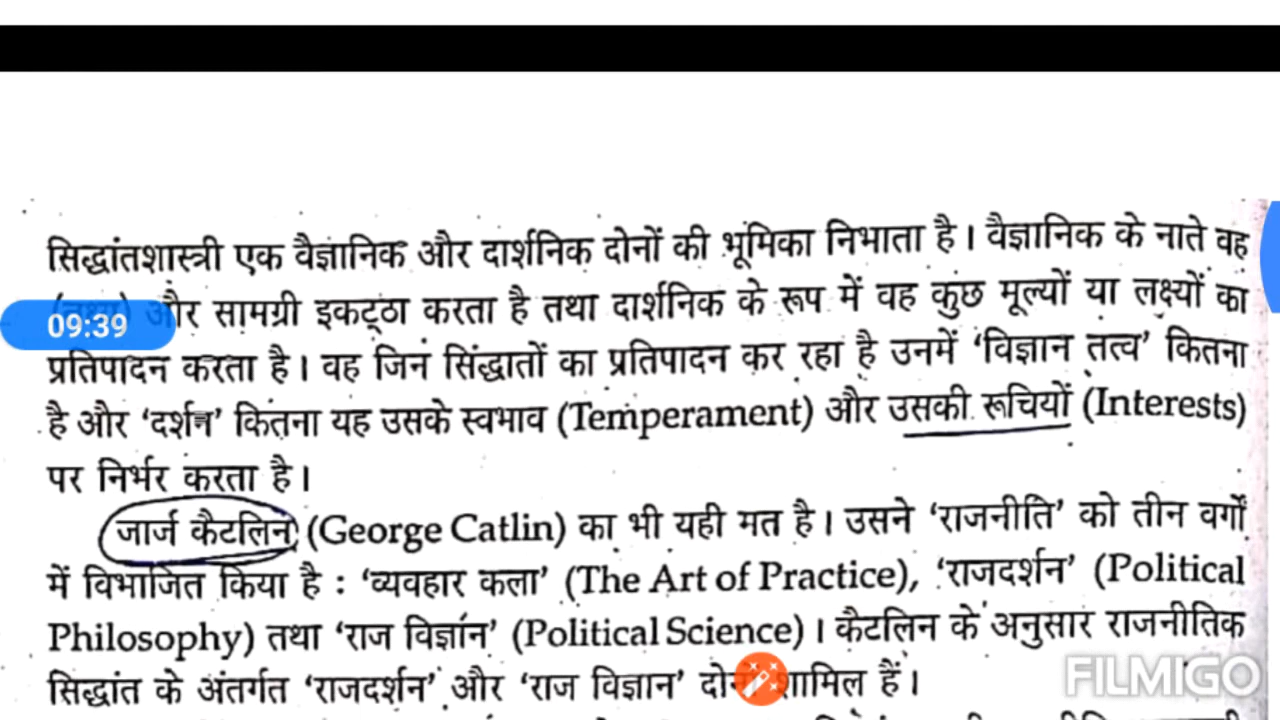 सिद्धांतशास्त्री एक वैज्ञानिक और दार्शनिक दोनों की भूमिका निभाता है। वैज्ञानिक के नाते वह
और सामग्री इकट्ठा करता है तथा दार्शनिक के रूप में वह कुछ मूल्यों या लक्ष्यों का
09:39
प्रतिपादन करता है। वह जिन सिंद्धातों का प्रतिपादन कर रहा है उनमें 'विज्ञान तत्व' कितना
है और 'दर्शन' कितना यह उसके स्वभाव (Temperament) और उसकी रूचियों (Interests)
पर निर्भर करता है।
जार्ज कैटलिन (George Catlin) का भी यही मत है। उसने 'राजनीति' को तीन वर्गों
में विभाजित किया है : 'व्यवहार कला' (The Art of Practice), 'राजदर्शन' (Political
Philosophy) तथा 'राज विज्ञान' (Political Science)। कैटलिन के अनुसार राजनीतिक
सिद्धांत के अंतर्गत 'राजदर्शन' और 'राज विज्ञान' दोनों शामिल हैं।
FILMIGO